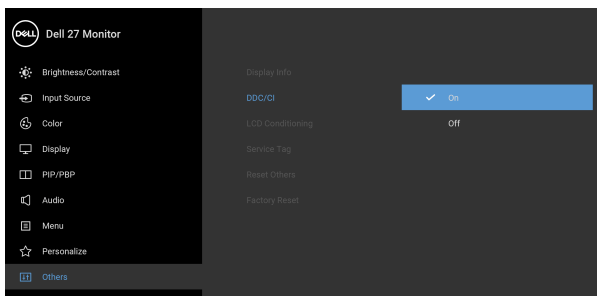 DELL
Dell 27 Monitor
Brightness/Contrast
Input Source
Color
Display
PIP/PBP
Audio
Menu
Personalize
Others
Display Info
DDC/CI
LCD Conditioning
Service Tag
Reset Others
Factory Reset
On
Off